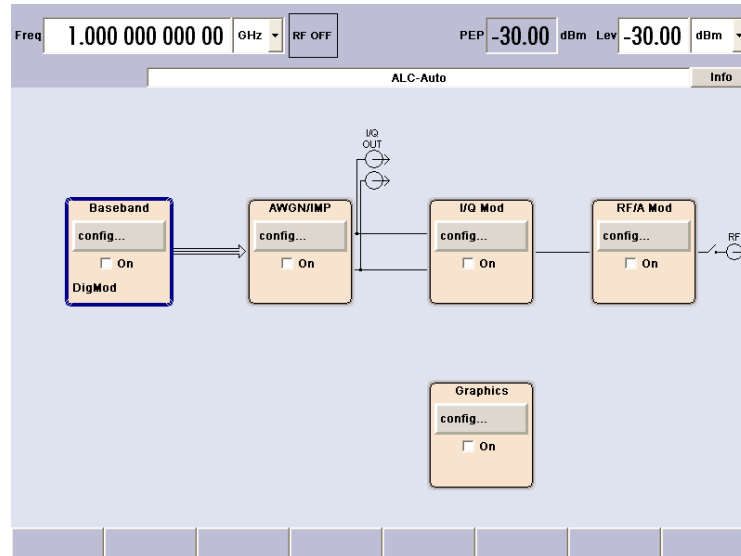 Freq 1.000 000 000 00 GHz RF OFF PEP -30.00 dBm Lev -30.00 dBm
ALC-Auto Info
I/Q
OUT
Baseband AWGN/IMP I/Q Mod RF/A Mod
config... config... config... config... RF
On On On On
DigMod
Graphics
config...
On